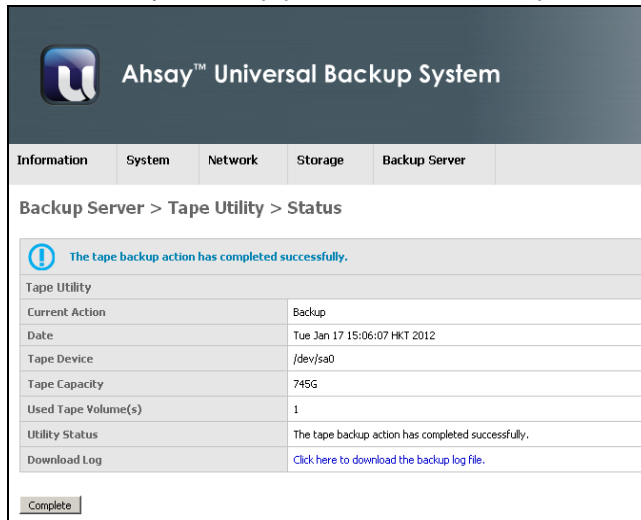 Ahsay™ Universal Backup System
Information System Network Storage Backup Server
Backup Server > Tape Utility > Status
The tape backup action has completed successfully.
Tape Utility
Current Action Backup
Date Tue Jan 17 15:06:07 HKT 2012
Tape Device /dev/sa0
Tape Capacity 745G
Used Tape Volume(s) 1
Utility Status The tape backup action has completed successfully.
Download Log Click here to download the backup log file.
Complete